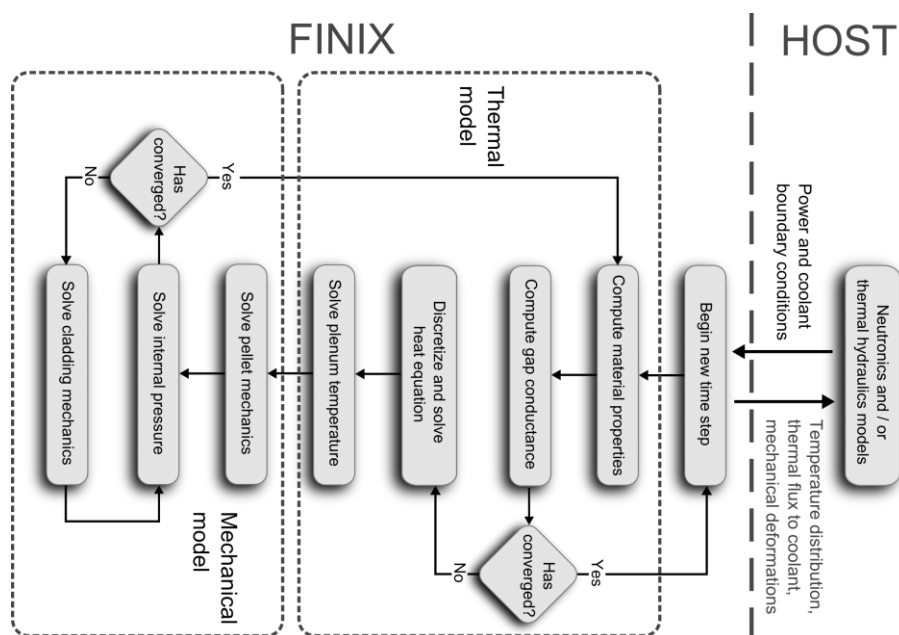 FINIX
HOST
Neutronics and / or
thermal hydraulics models
Power and coolant
boundary conditions
Temperature distribution,
thermal flux to coolant,
mechanical deformations
Begin new time step
Thermal
model
Compute material properties
Compute gap conductance
Has
converged?
Yes
No
Discretize and solve
heat equation
Solve plenum temperature
Mechanical
model
Solve pellet mechanics
Solve internal pressure
Has
converged?
Yes
No
Solve cladding mechanics